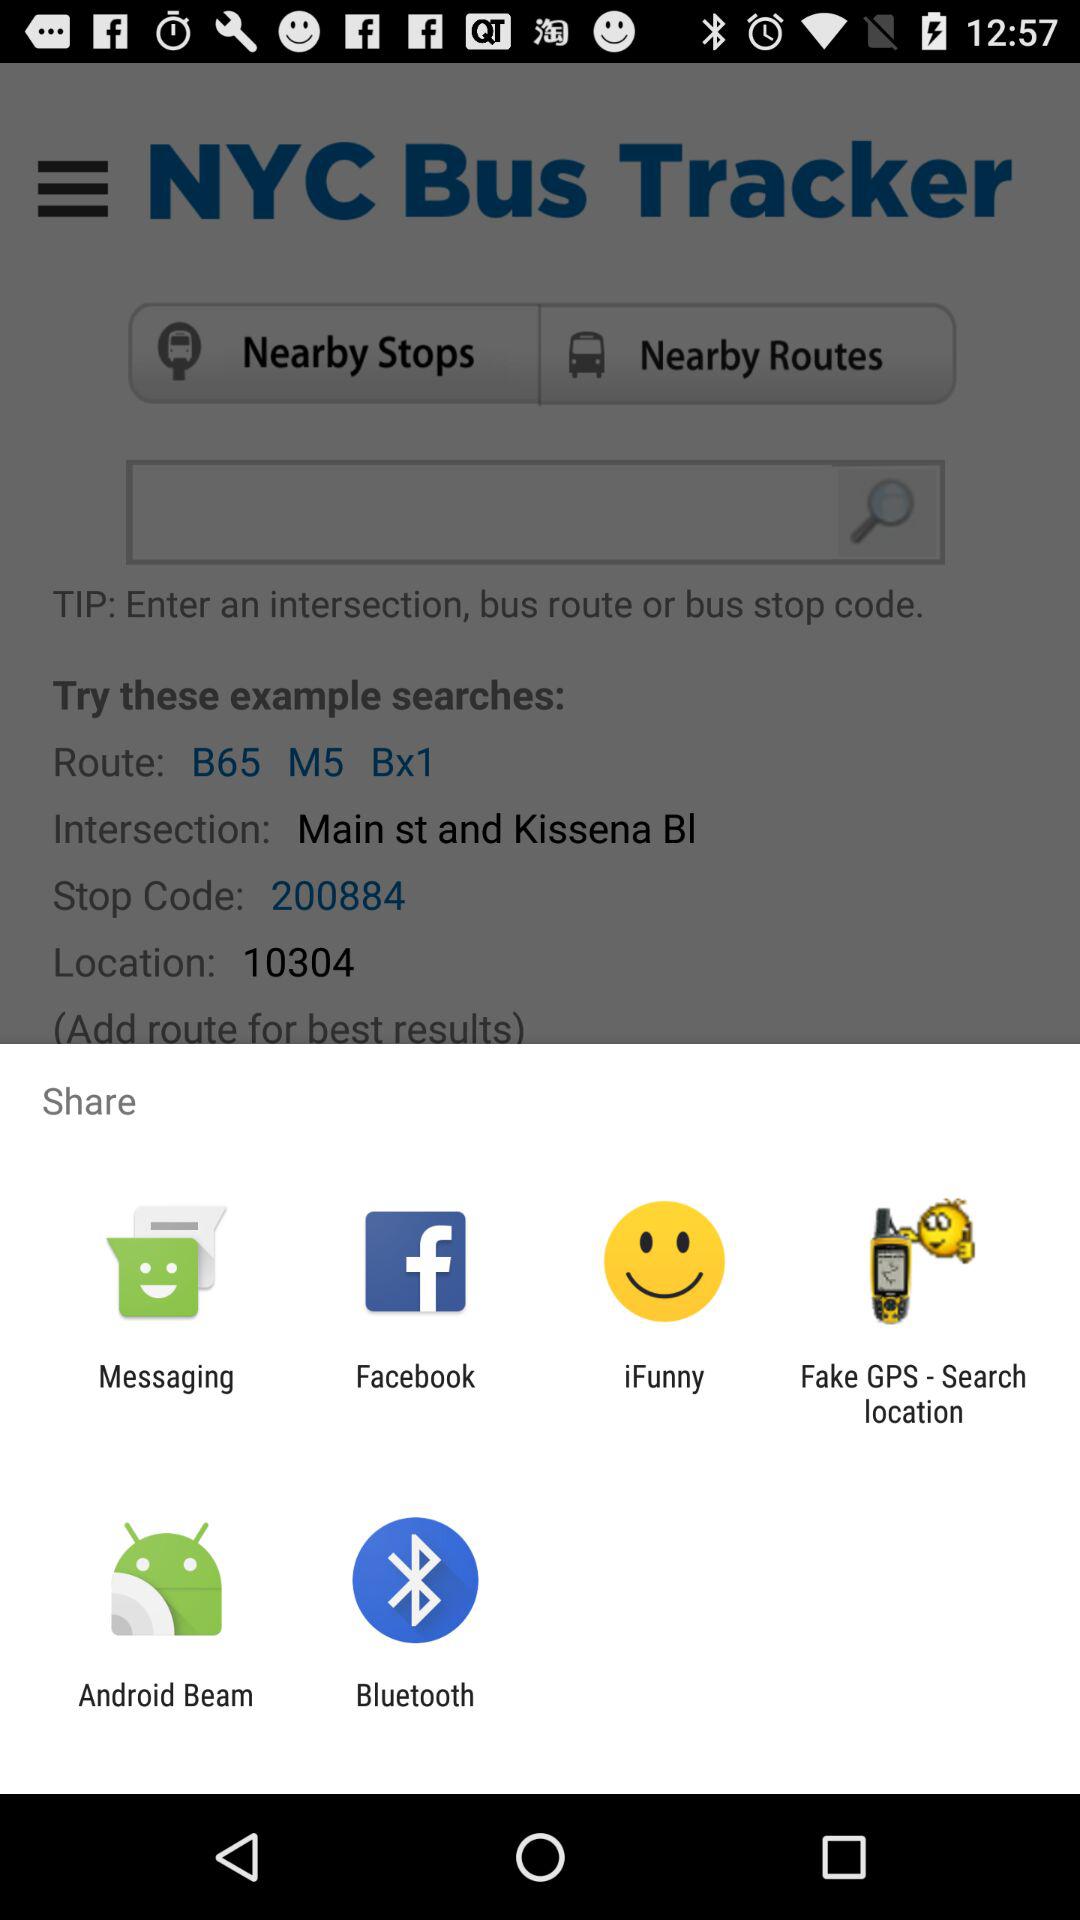 QT 淘 12:57
NYC Bus Tracker
Nearby Stops Nearby Routes
TIP: Enter an intersection, bus route or bus stop code.
Try these example searches:
Route: B65 M5 Bx1
Intersection: Main st and Kissena Bl
Stop Code: 200884
Location: 10304
(Add route for best results)
Share
Messaging Facebook iFunny Fake GPS - Search
location
Android Beam Bluetooth